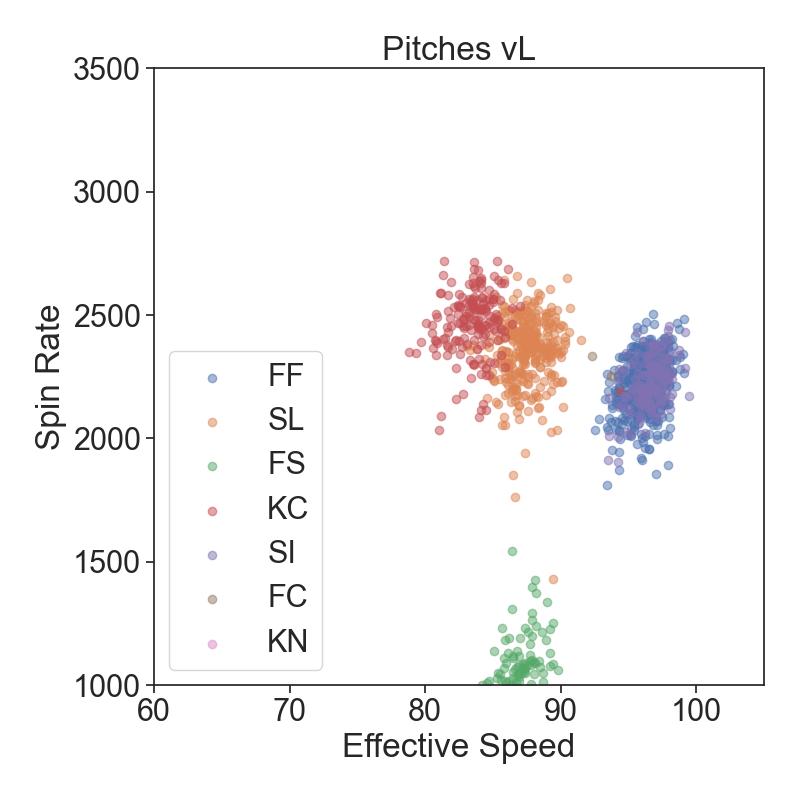 Pitches vL
3500
3000
2500
2000
1500
1000
Spin Rate
FF
SL
FS
KC
SI
FC
KN
60
70
80
90
100
Effective Speed